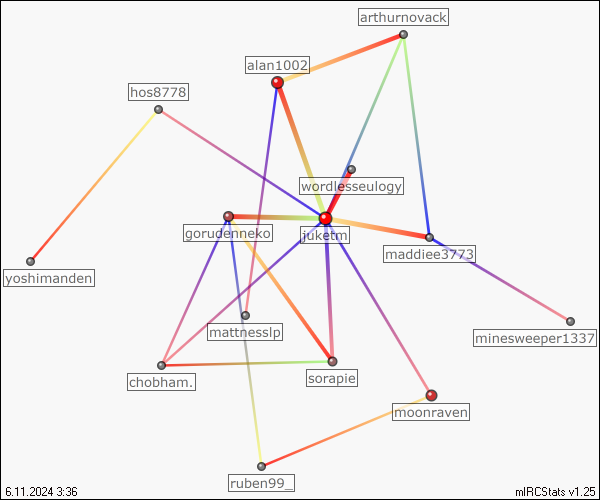 arthurnovack
alan1002
hos8778
wordlesseulogy
gorudenneko
juketm
maddiee3773
yoshimanden
mattnesslp
minesweeper1337
chobham.
sorapie
moonraven
ruben99_
6.11.2024 3:36
mIRCStats v1.25